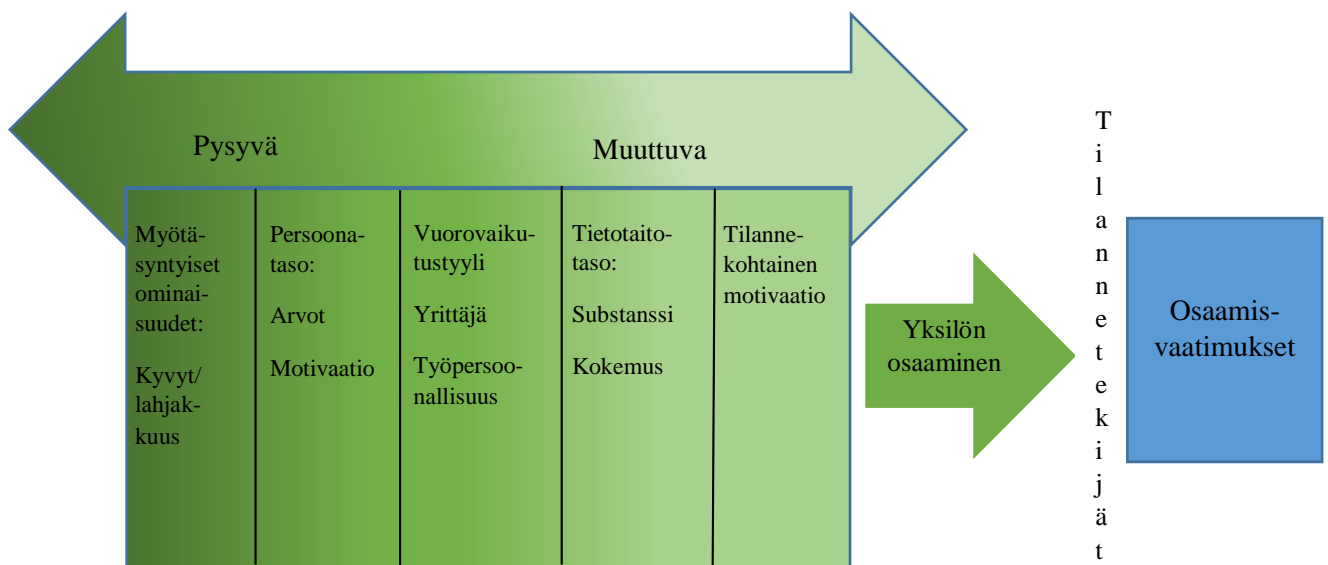 Pysyvä
Muuttuva
Myötä-
syntyiset
ominai-
suudet:
Kyvyt/
lahjak-
kuus
Persoona-
taso:
Arvot
Motivaatio
Vuorovaiku-
tustyyli
Yrittäjä
Työpersoo-
nallisuus
Tietotaito-
taso:
Substanssi
Kokemus
Tilanne-
kohtainen
motivaatio
Yksilön
osaaminen
Tilannetekijät
Osaamis-
vaatimukset